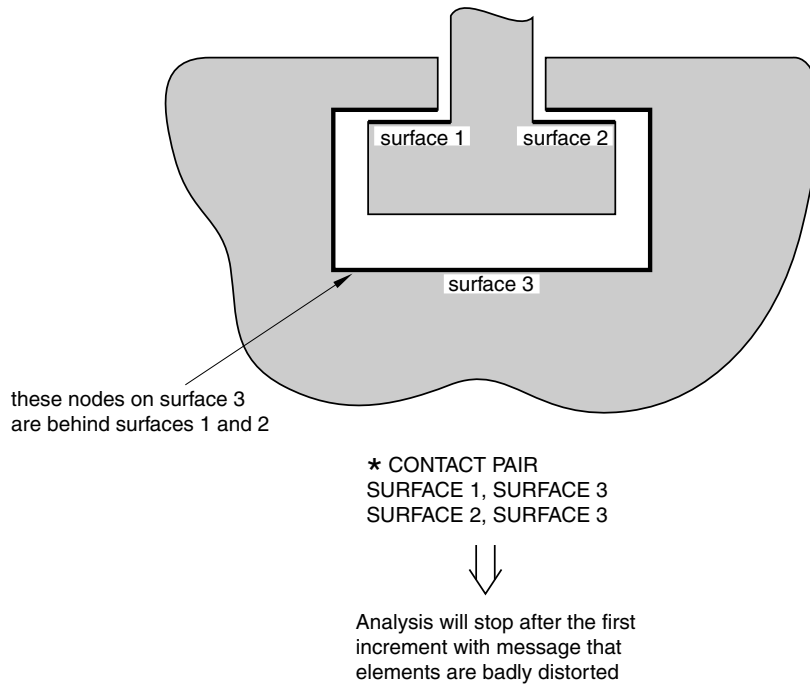 surface 1
surface 2
surface 3
these nodes on surface 3
are behind surfaces 1 and 2
* CONTACT PAIR
SURFACE 1, SURFACE 3
SURFACE 2, SURFACE 3
Analysis will stop after the first
increment with message that
elements are badly distorted